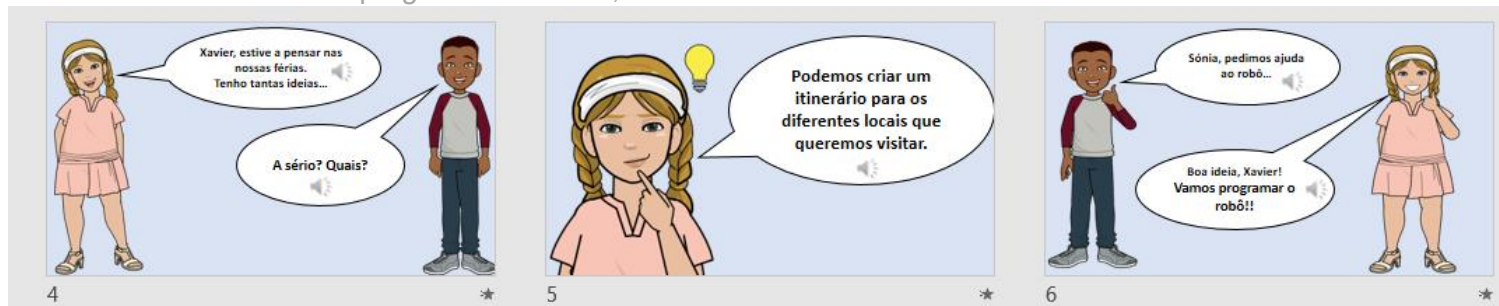 Xavier, estive a pensar nas
nossas férias.
Tenho tantas ideias...
A sério? Quais?
4
Podemos criar um
itinerário para os
diferentes locais que
queremos visitar.
5
Sónia, pedimos ajuda
ao robô...
Boa ideia, Xavier!
Vamos programar o
robô!!
6